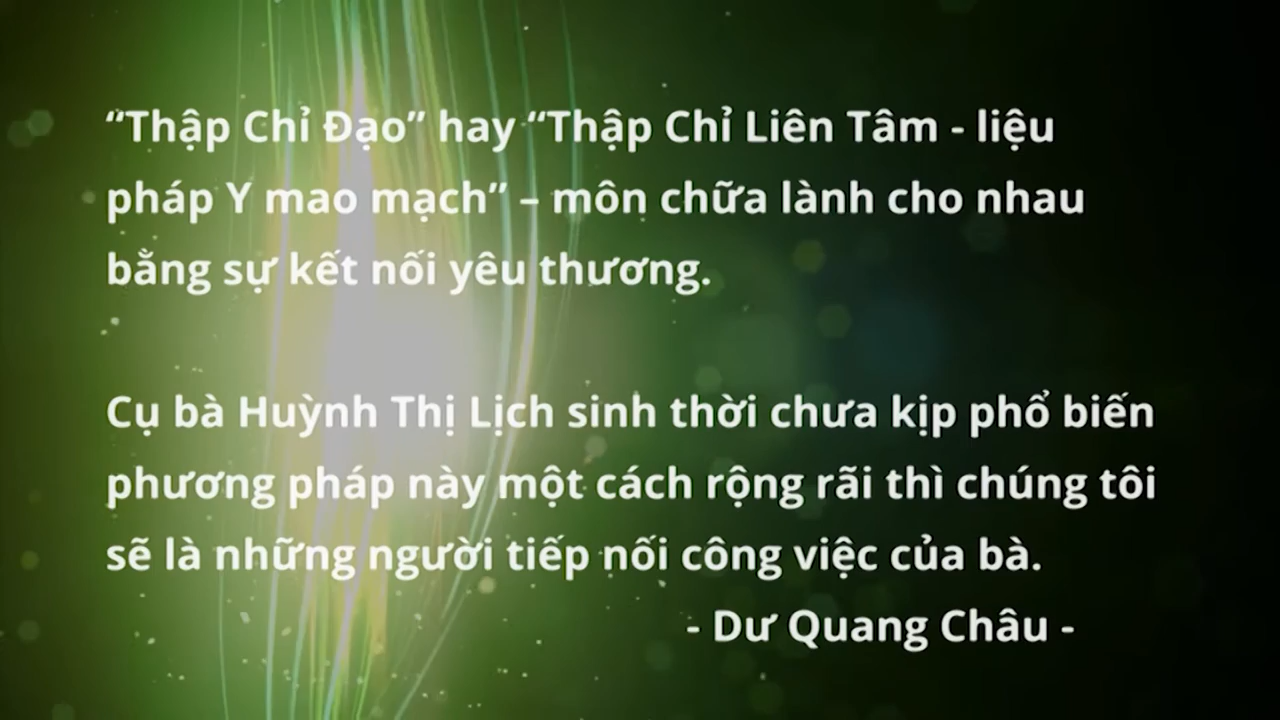 “Thập Chỉ Đạo” hay “Thập Chỉ Liên Tâm - liệu
pháp Y mao mạch” – môn chữa lành cho nhau
bằng sự kết nối yêu thương.
Cụ bà Huỳnh Thị Lịch sinh thời chưa kịp phổ biến
phương pháp này một cách rộng rãi thì chúng tôi
sẽ là những người tiếp nối công việc của bà.
- Dư Quang Châu -